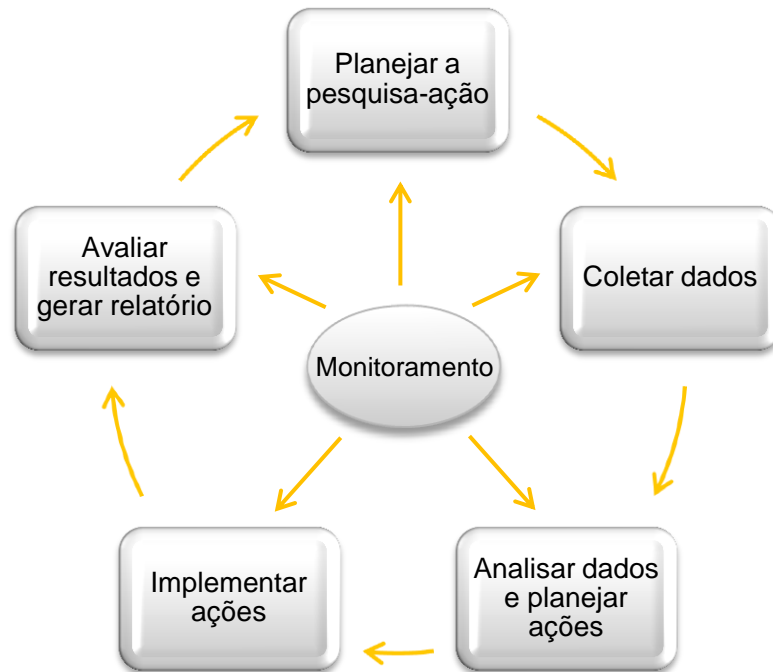 Planejar a
pesquisa-ação
Avaliar
resultados e
gerar relatório
Coletar dados
Monitoramento
Implementar
ações
Analisar dados
e planejar
ações